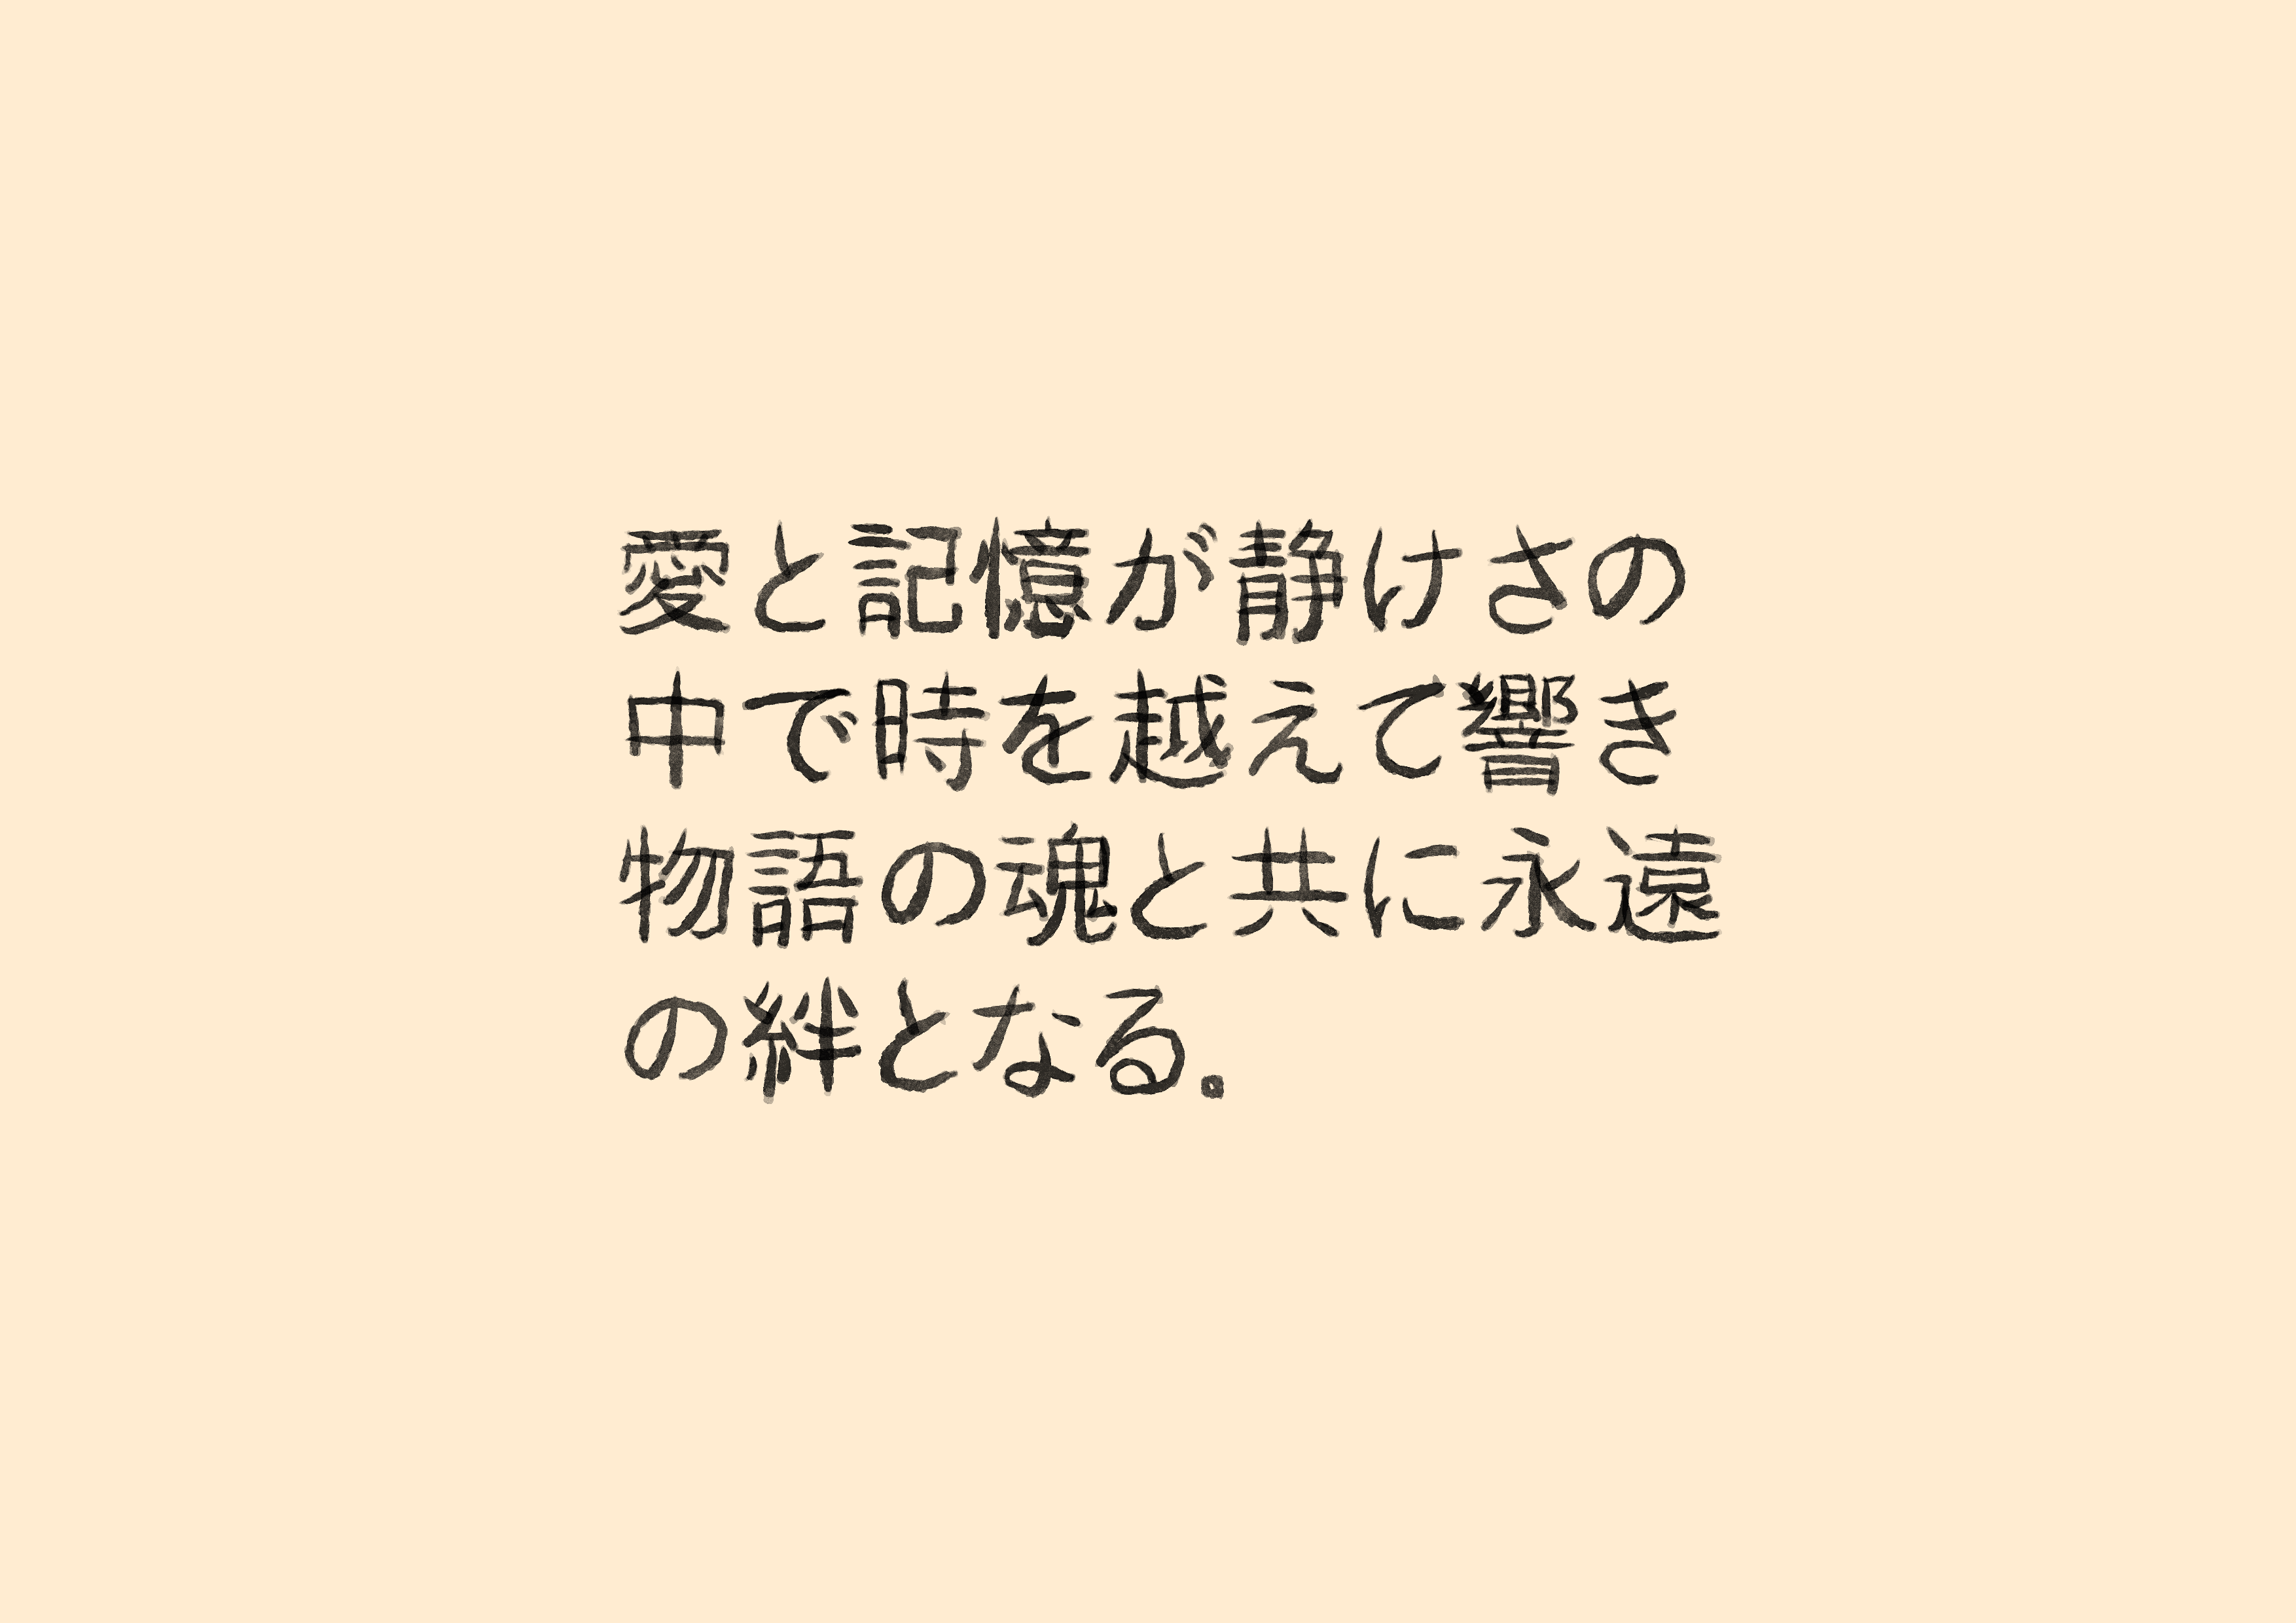 愛と記憶が静けさの
中で時を越えて響き
物語の魂と共に永遠
の絆となる。